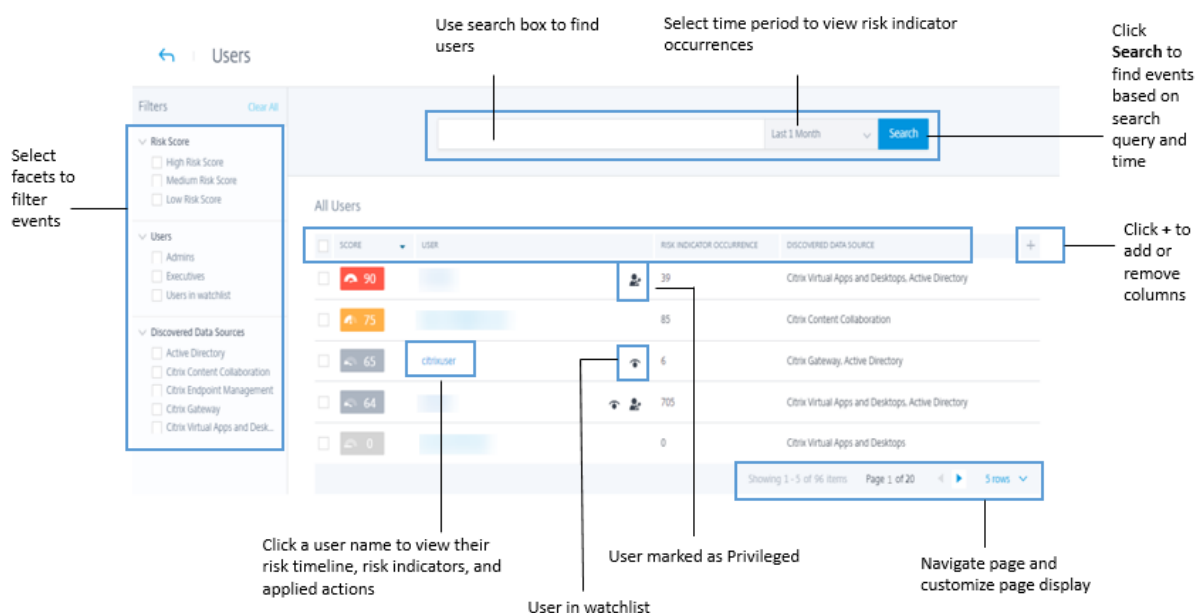 Use search box to find
users
Select time period to view risk indicator
occurrences
Click
Search to
find events
based on
search
query and
time
Users
Filters
Clear All
Select
facets to
filter
events
Risk Score
High Risk Score
Medium Risk Score
Low Risk Score
Users
Admins
Executives
Users in watchlist
Discovered Data Sources
Active Directory
Citrix Content Collaboration
Citrix Endpoint Management
Citrix Gateway
Citrix Virtual Apps and Desk...
Last 1 Month
Search
All Users
SCORE USER RISK INDICATOR OCCURRENCE DISCOVERED DATA SOURCE +
Click + to
add or
remove
columns
90 39 Citrix Virtual Apps and Desktops, Active Directory
75 85 Citrix Content Collaboration
65 citrixuser 6 Citrix Gateway, Active Directory
64 705 Citrix Virtual Apps and Desktops, Active Directory
0 0 Citrix Virtual Apps and Desktops
Showing 1 - 5 of 96 items Page 1 of 20 5 rows
Click a user name to view their
risk timeline, risk indicators, and
applied actions
User marked as Privileged
User in watchlist
Navigate page and
customize page display